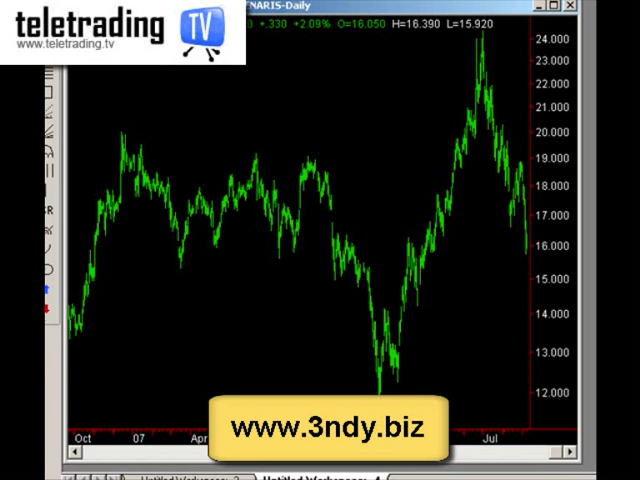 teletrading TV
www.teletrading.tv
NARIS-Daily
+.330 +2.09% O=16.050 H=16.390 L=15.920
24.000
23.000
22.000
21.000
20.000
19.000
18.000
17.000
16.000
15.000
14.000
13.000
12.000
www.3ndy.biz
Oct 07 Apr Jul